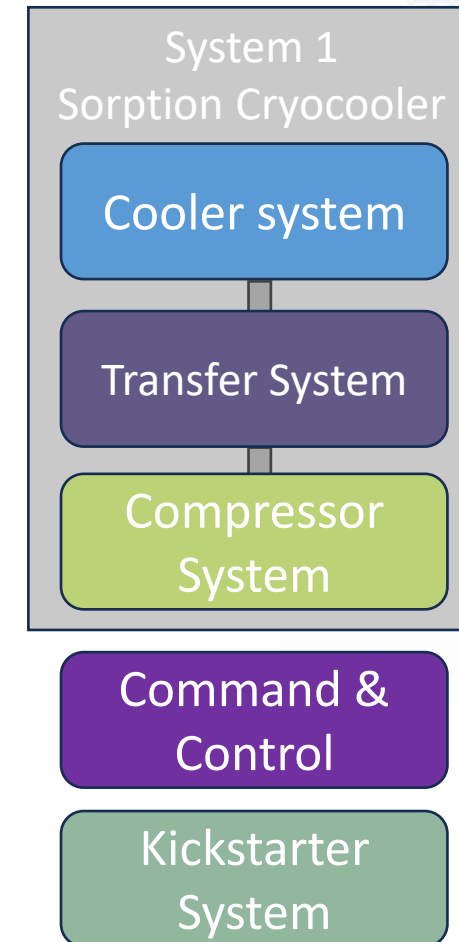 System 1
Sorption Cryocooler
Cooler system
Transfer System
Compressor
System
Command &
Control
Kickstarter
System